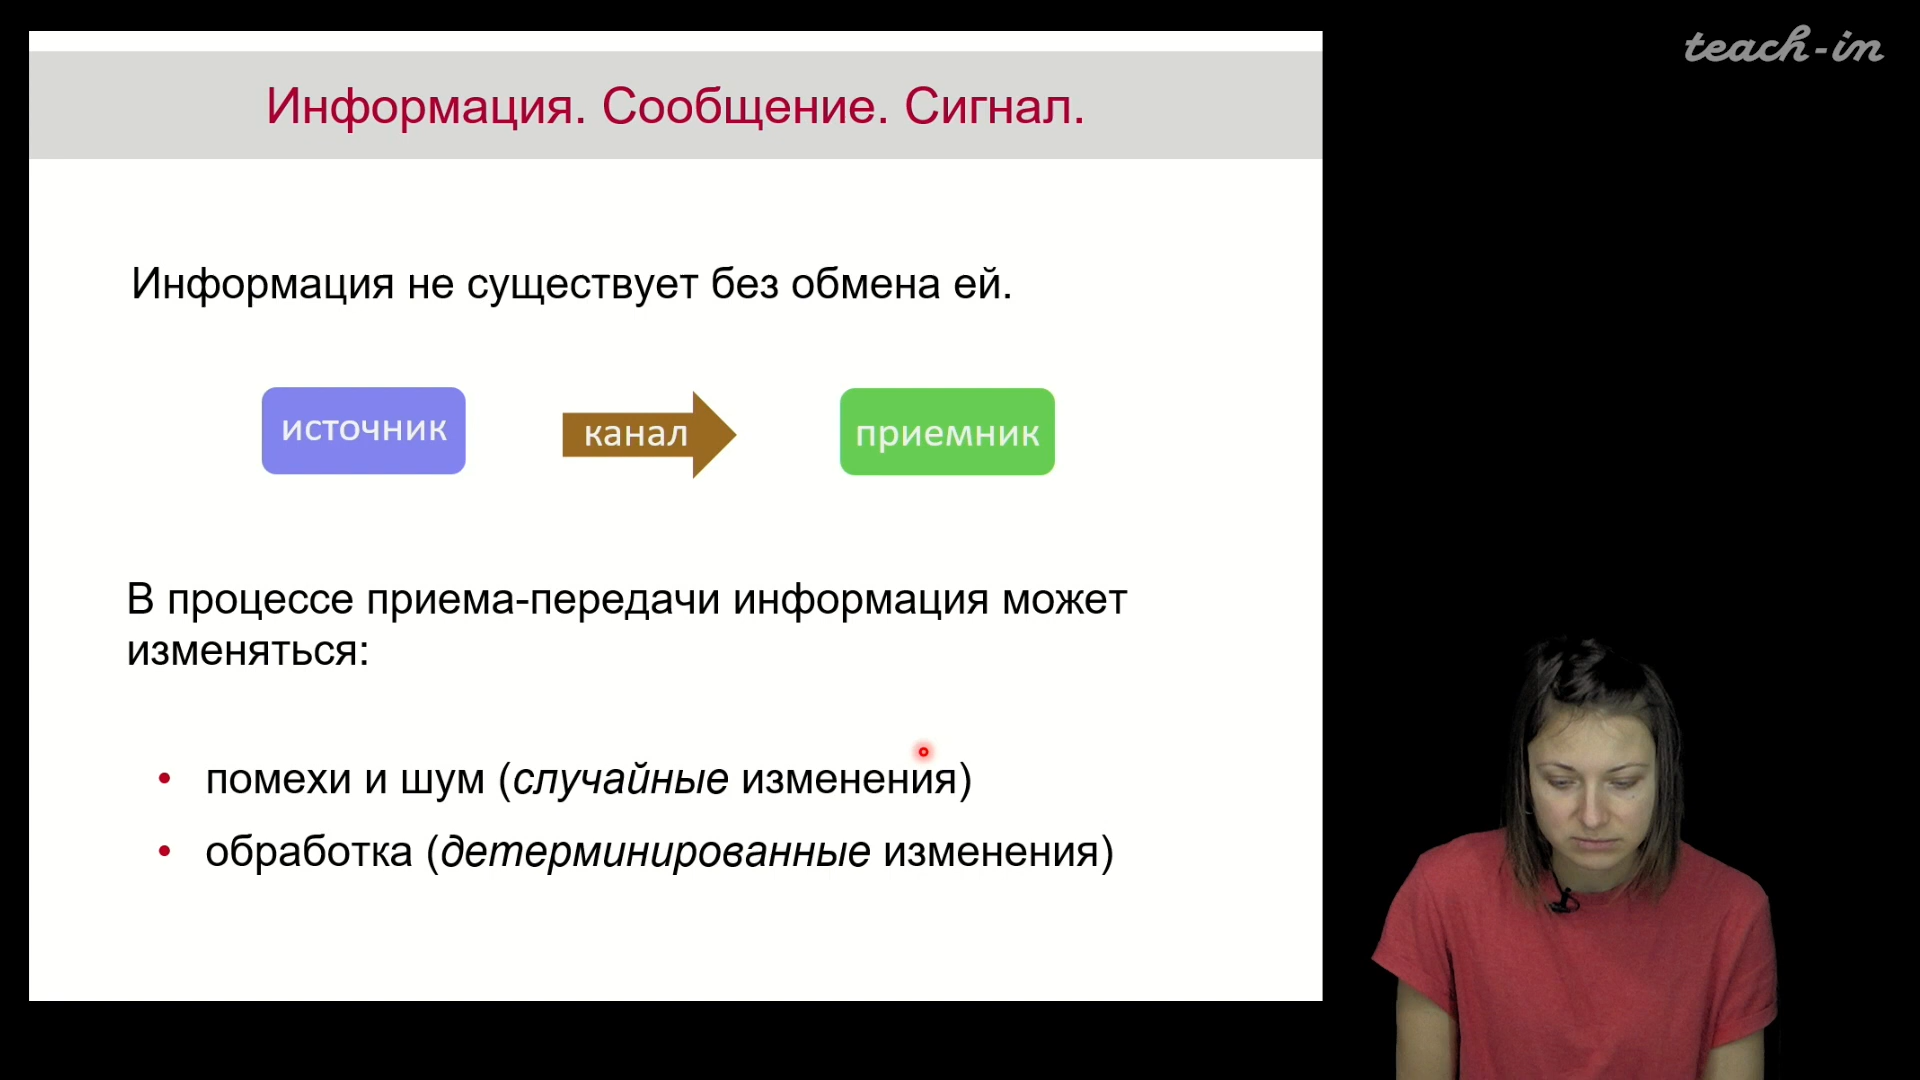 teach-in
Информация. Сообщение. Сигнал.
Информация не существует без обмена ей.
источник
канал
приемник
В процессе приема-передачи информация может
изменяться:
• помехи и шум (случайные изменения)
• обработка (детерминированные изменения)